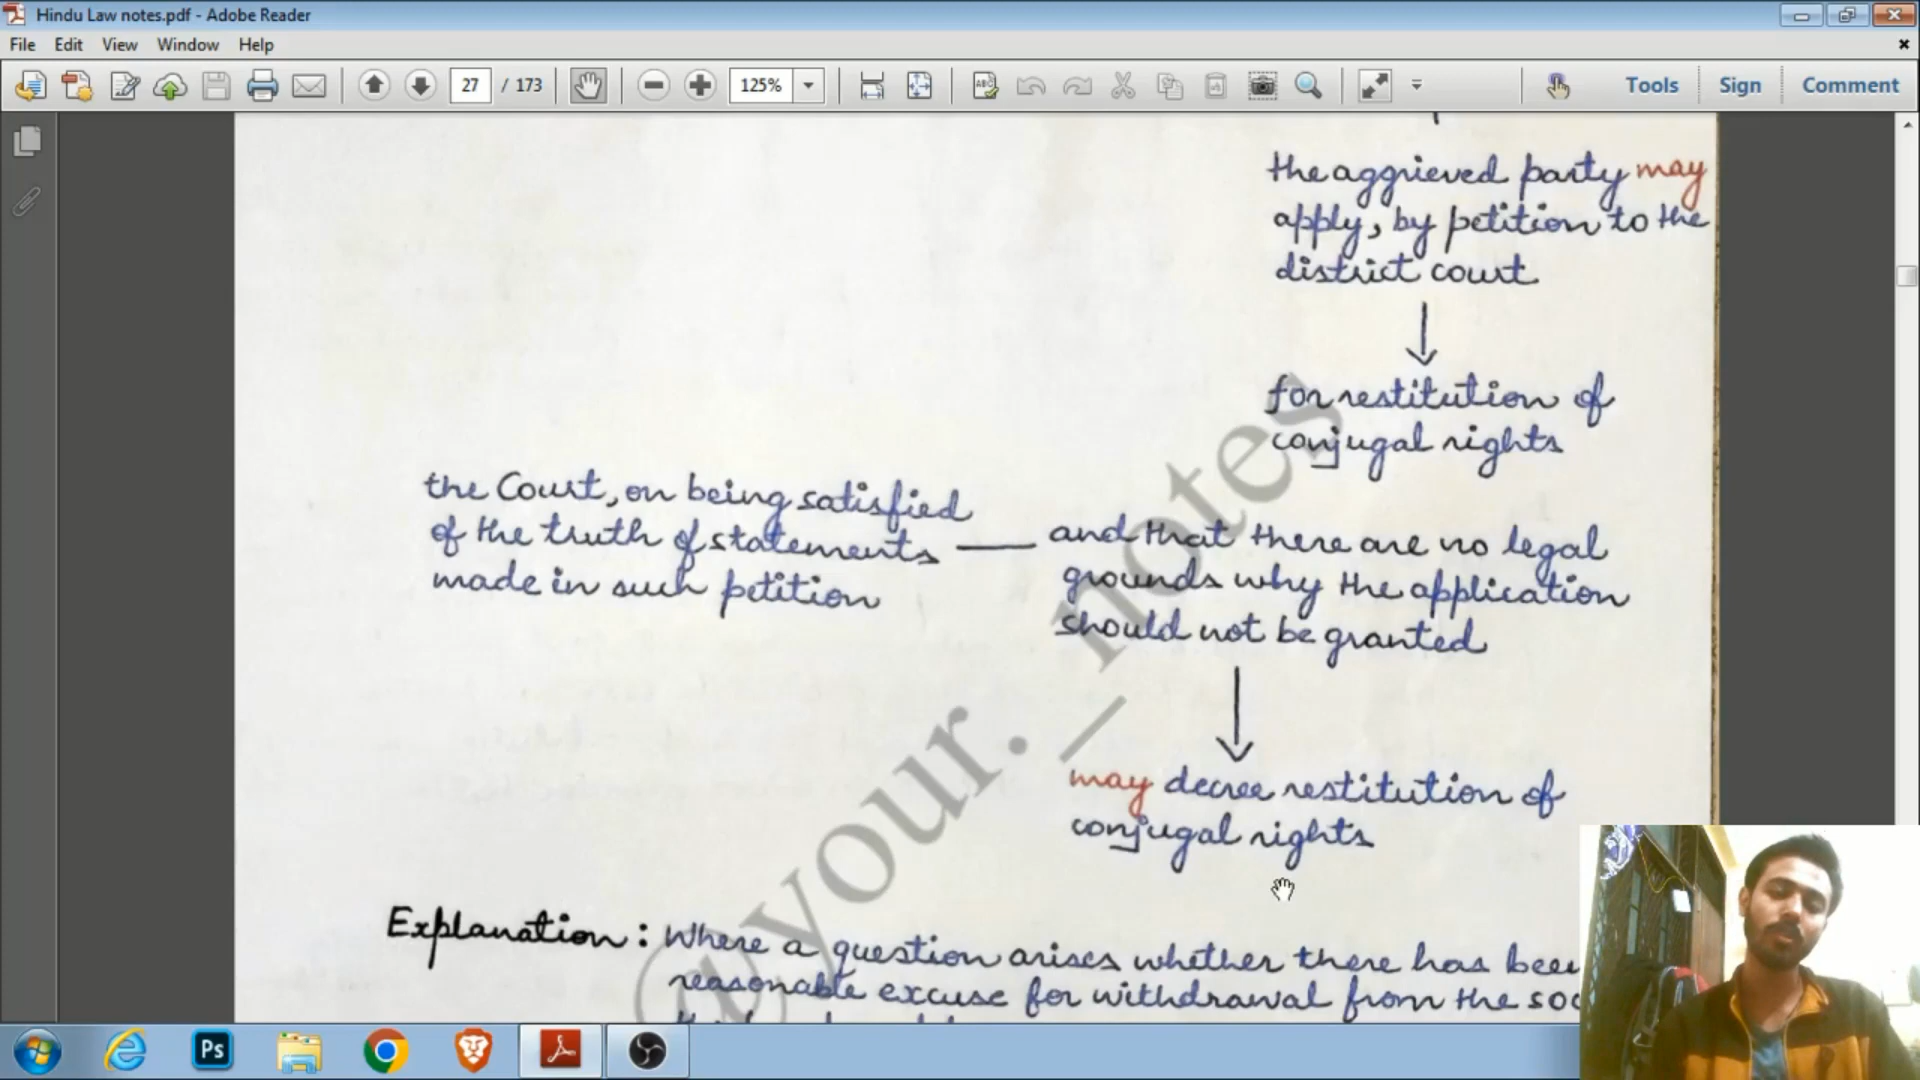 Hindu Law notes.pdf - Adobe Reader
File Edit View Window Help
27 / 173 125% Tools Sign Comment
the aggrieved party may
apply, by petition to the
district court
for restitution of
conjugal rights
the Court, on being satisfied
of the truth of statements
made in such petition
and that there are no legal
grounds why the application
should not be granted
may decree restitution of
conjugal rights
Explanation: Where a question arises whether there has been
reasonable excuse for withdrawal from the soc
@your._notes
Ps